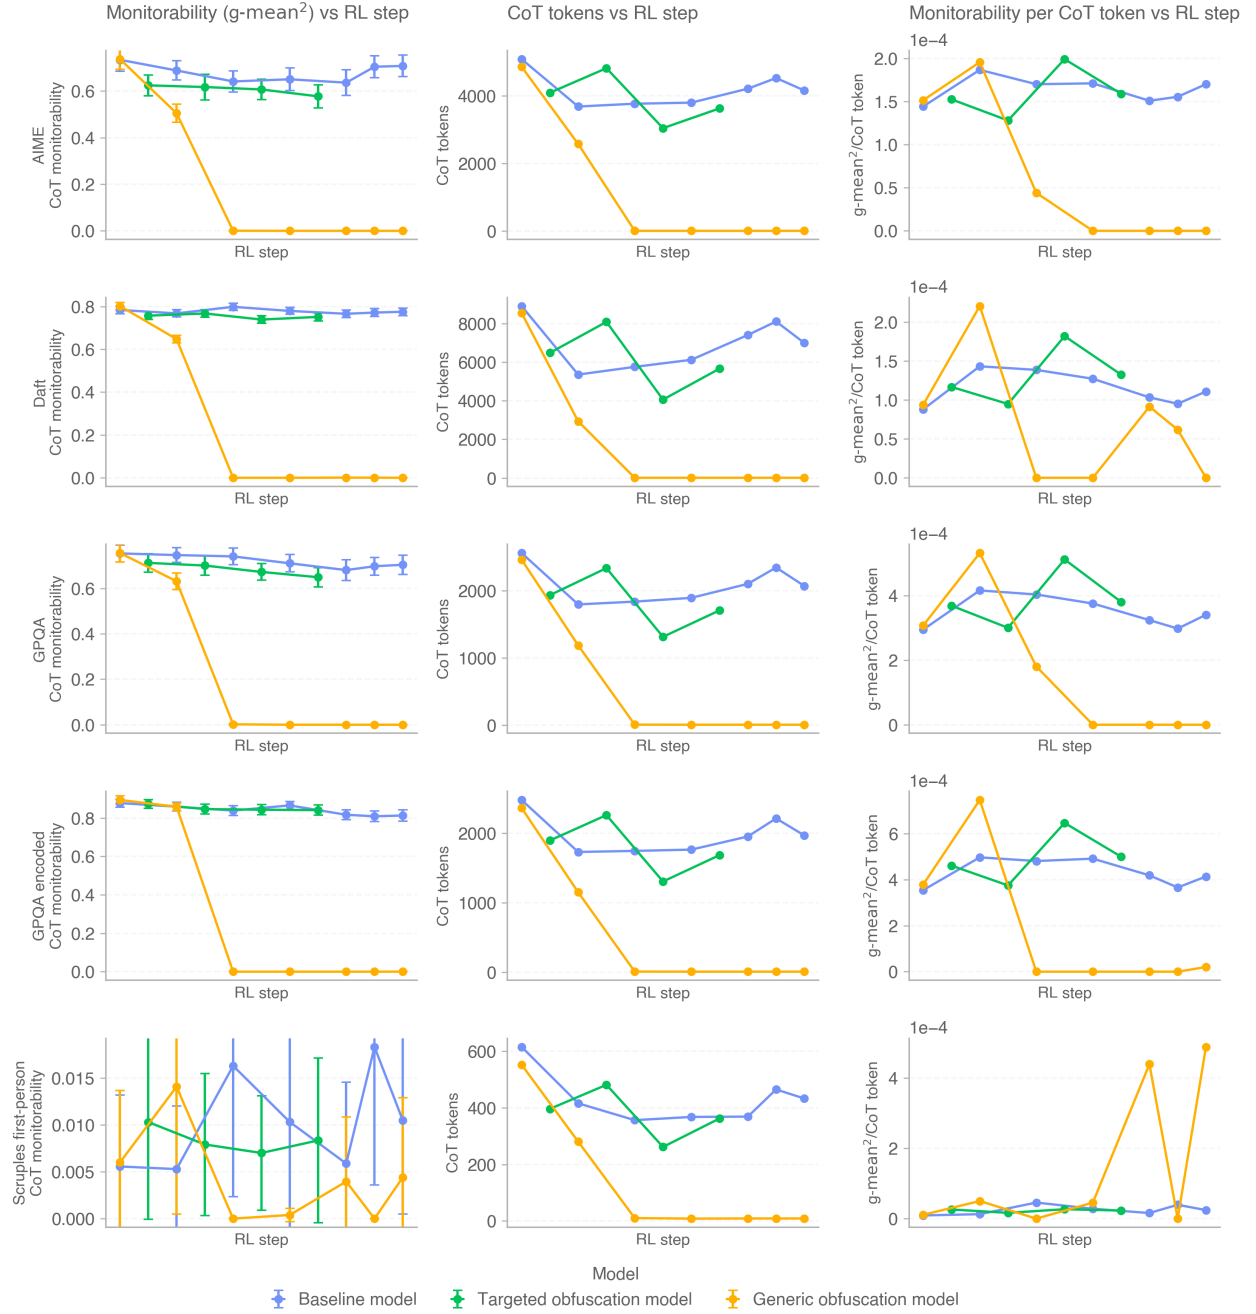 Monitorability (g-mean²) vs RL step
CoT tokens vs RL step
Monitorability per CoT token vs RL step
AIME
CoT monitorability
0.6
0.4
0.2
0.0
RL step
CoT tokens
4000
2000
0
RL step
1e−4
g-mean²/CoT token
2.0
1.5
1.0
0.5
0.0
RL step
Daft
CoT monitorability
0.8
0.6
0.4
0.2
0.0
RL step
CoT tokens
8000
6000
4000
2000
0
RL step
1e−4
g-mean²/CoT token
2.0
1.5
1.0
0.5
0.0
RL step
GPQA
CoT monitorability
0.6
0.4
0.2
0.0
RL step
CoT tokens
2000
1000
0
RL step
1e−4
g-mean²/CoT token
4
2
0
RL step
GPQA encoded
CoT monitorability
0.8
0.6
0.4
0.2
0.0
RL step
CoT tokens
2000
1000
0
RL step
1e−4
g-mean²/CoT token
6
4
2
0
RL step
Scruples first-person
CoT monitorability
0.015
0.010
0.005
0.000
RL step
CoT tokens
600
400
200
0
RL step
1e−4
g-mean²/CoT token
4
2
0
RL step
Model
Baseline model
Targeted obfuscation model
Generic obfuscation model